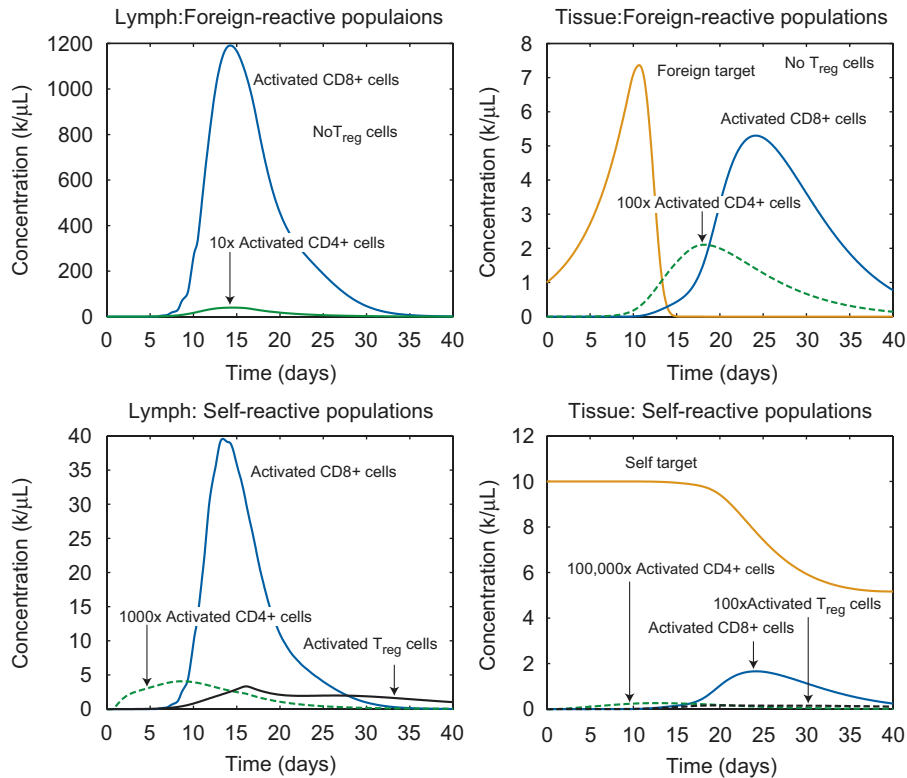 Lymph:Foreign-reactive populaions
Concentration (k/µL)
1200
1000
800
600
400
200
0
Activated CD8+ cells
NoTreg cells
10x Activated CD4+ cells
0 5 10 15 20 25 30 35 40
Time (days)
Tissue:Foreign-reactive populations
Concentration (k/µL)
8
7
6
5
4
3
2
1
0
Foreign target
No Treg cells
Activated CD8+ cells
100x Activated CD4+ cells
0 5 10 15 20 25 30 35 40
Time (days)
Lymph: Self-reactive populations
Concentration (k/µL)
40
35
30
25
20
15
10
5
0
Activated CD8+ cells
1000x Activated CD4+ cells
Activated Treg cells
0 5 10 15 20 25 30 35 40
Time (days)
Tissue: Self-reactive populations
Concentration (k/µL)
12
10
8
6
4
2
0
Self target
100,000x Activated CD4+ cells
100xActivated Treg cells
Activated CD8+ cells
0 5 10 15 20 25 30 35 40
Time (days)